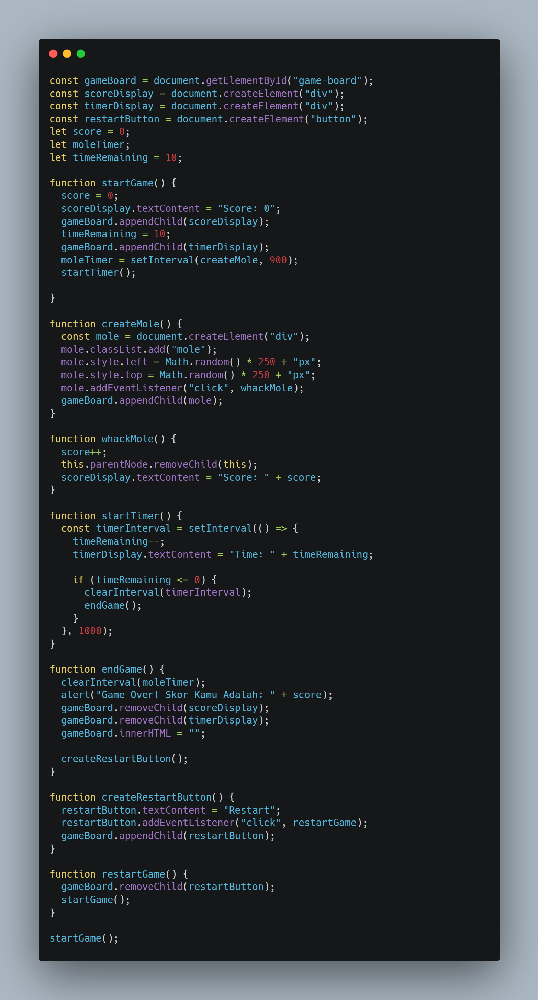 const gameBoard = document.getElementById("game-board");
const scoreDisplay = document.createElement("div");
const timerDisplay = document.createElement("div");
const restartButton = document.createElement("button");
let score = 0;
let moleTimer;
let timeRemaining = 10;

function startGame() {
  score = 0;
  scoreDisplay.textContent = "Score: 0";
  gameBoard.appendChild(scoreDisplay);
  timeRemaining = 10;
  gameBoard.appendChild(timerDisplay);
  moleTimer = setInterval(createMole, 900);
  startTimer();

}

function createMole() {
  const mole = document.createElement("div");
  mole.classList.add("mole");
  mole.style.left = Math.random() * 250 + "px";
  mole.style.top = Math.random() * 250 + "px";
  mole.addEventListener("click", whackMole);
  gameBoard.appendChild(mole);
}

function whackMole() {
  score++;
  this.parentNode.removeChild(this);
  scoreDisplay.textContent = "Score: " + score;
}

function startTimer() {
  const timerInterval = setInterval(() => {
    timeRemaining--;
    timerDisplay.textContent = "Time: " + timeRemaining;

    if (timeRemaining <= 0) {
      clearInterval(timerInterval);
      endGame();
    }
  }, 1000);
}

function endGame() {
  clearInterval(moleTimer);
  alert("Game Over! Skor Kamu Adalah: " + score);
  gameBoard.removeChild(scoreDisplay);
  gameBoard.removeChild(timerDisplay);
  gameBoard.innerHTML = "";

  createRestartButton();
}

function createRestartButton() {
  restartButton.textContent = "Restart";
  restartButton.addEventListener("click", restartGame);
  gameBoard.appendChild(restartButton);
}

function restartGame() {
  gameBoard.removeChild(restartButton);
  startGame();
}

startGame();